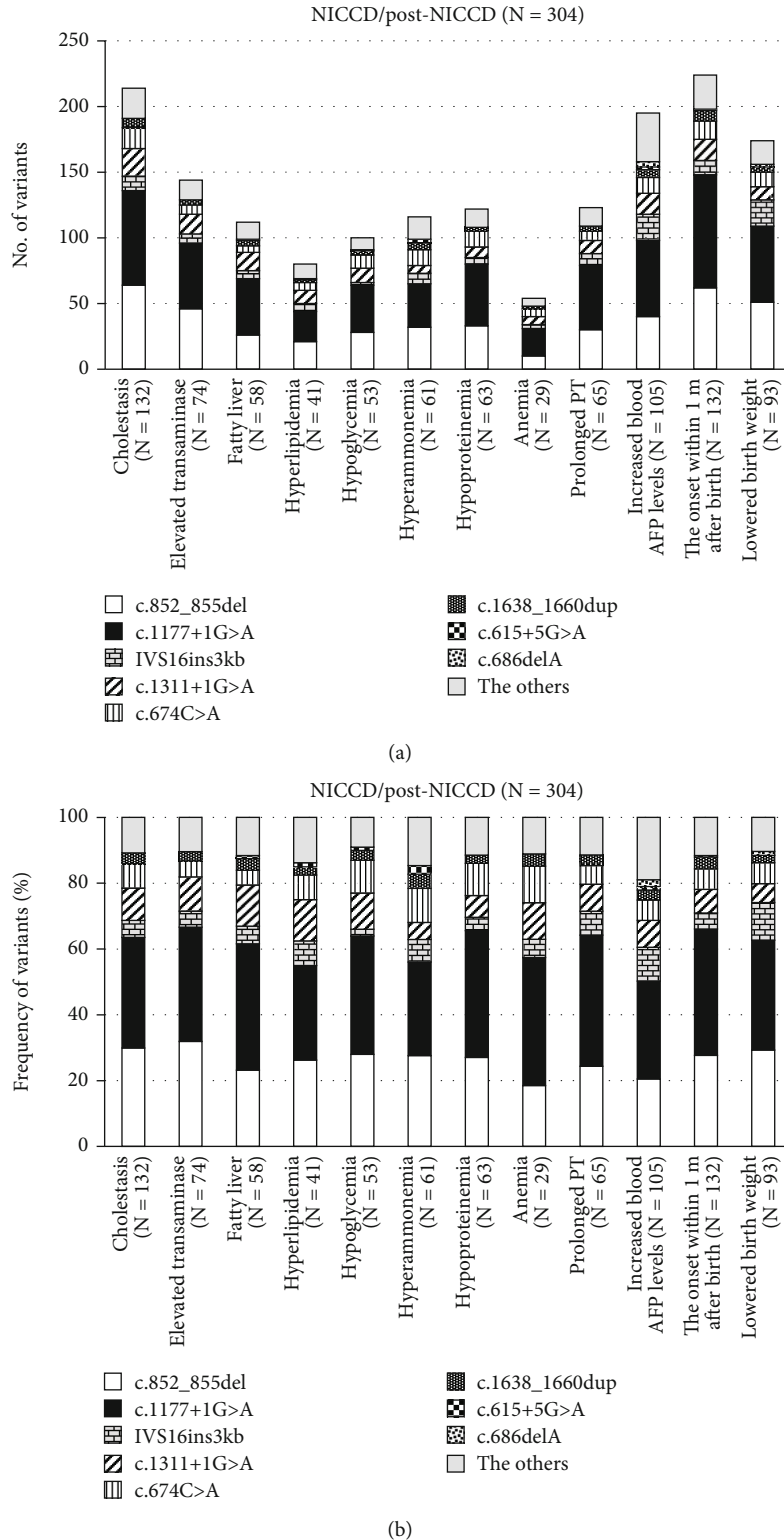 NICCD/post-NICCD (N = 304)
No. of variants
250
200
150
100
50
0
Cholestasis
(N = 132)
Elevated transaminase
(N = 74)
Fatty liver
(N = 58)
Hyperlipidemia
(N = 41)
Hypoglycemia
(N = 53)
Hyperammonemia
(N = 61)
Hypoproteinemia
(N = 63)
Anemia
(N = 29)
Prolonged PT
(N = 65)
Increased blood
AFP levels (N = 105)
The onset within 1 m
after birth (N = 132)
Lowered birth weight
(N = 93)
c.852_855del
c.1177+1G>A
IVS16ins3kb
c.1311+1G>A
c.674C>A
c.1638_1660dup
c.615+5G>A
c.686delA
The others
(a)
NICCD/post-NICCD (N = 304)
Frequency of variants (%)
100
80
60
40
20
0
Cholestasis
(N = 132)
Elevated transaminase
(N = 74)
Fatty liver
(N = 58)
Hyperlipidemia
(N = 41)
Hypoglycemia
(N = 53)
Hyperammonemia
(N = 61)
Hypoproteinemia
(N = 63)
Anemia
(N = 29)
Prolonged PT
(N = 65)
Increased blood
AFP levels (N = 105)
The onset within 1 m
after birth (N = 132)
Lowered birth weight
(N = 93)
c.852_855del
c.1177+1G>A
IVS16ins3kb
c.1311+1G>A
c.674C>A
c.1638_1660dup
c.615+5G>A
c.686delA
The others
(b)